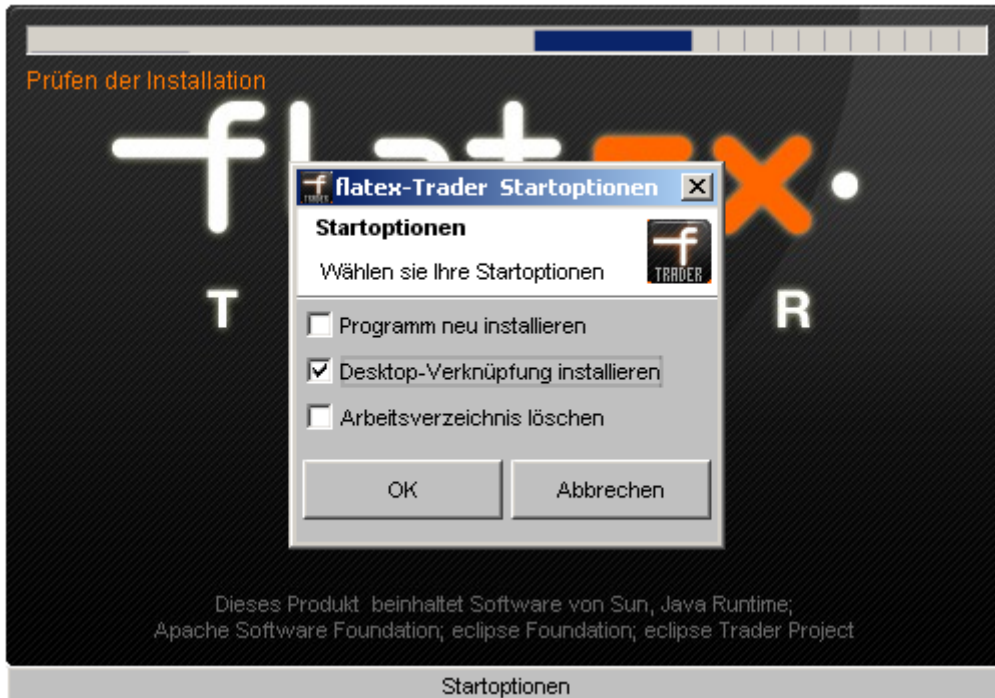 Prüfen der Installation
flatex-Trader Startoptionen
Startoptionen
Wählen sie Ihre Startoptionen
TRADER
T R
Programm neu installieren
Desktop-Verknüpfung installieren
Arbeitsverzeichnis löschen
OK Abbrechen
Dieses Produkt beinhaltet Software von Sun, Java Runtime;
Apache Software Foundation; eclipse Foundation; eclipse Trader Project
Startoptionen